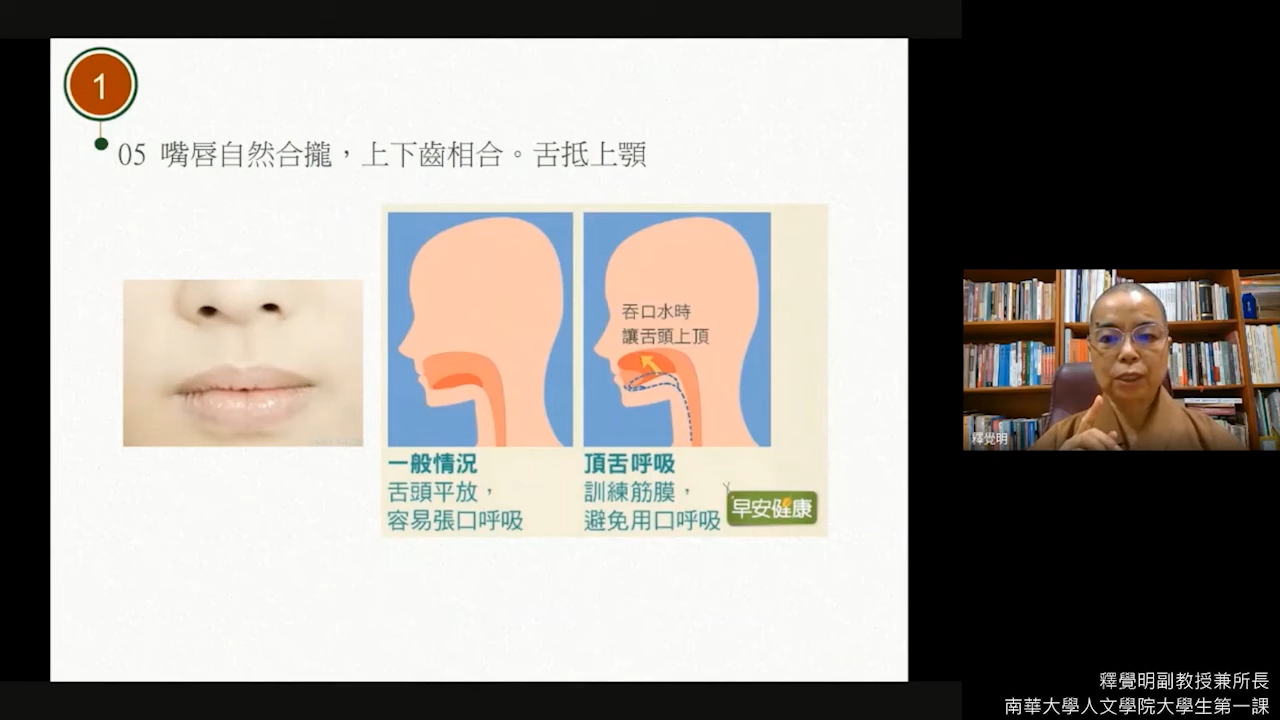 1
05 嘴唇自然合攏，上下齒相合。舌抵上顎
吞口水時
讓舌頭上頂
一般情況
舌頭平放，
容易張口呼吸
頂舌呼吸
訓練筋膜，
避免用口呼吸
早安健康
釋覺明
釋覺明副教授兼所長
南華大學人文學院大學生第一課